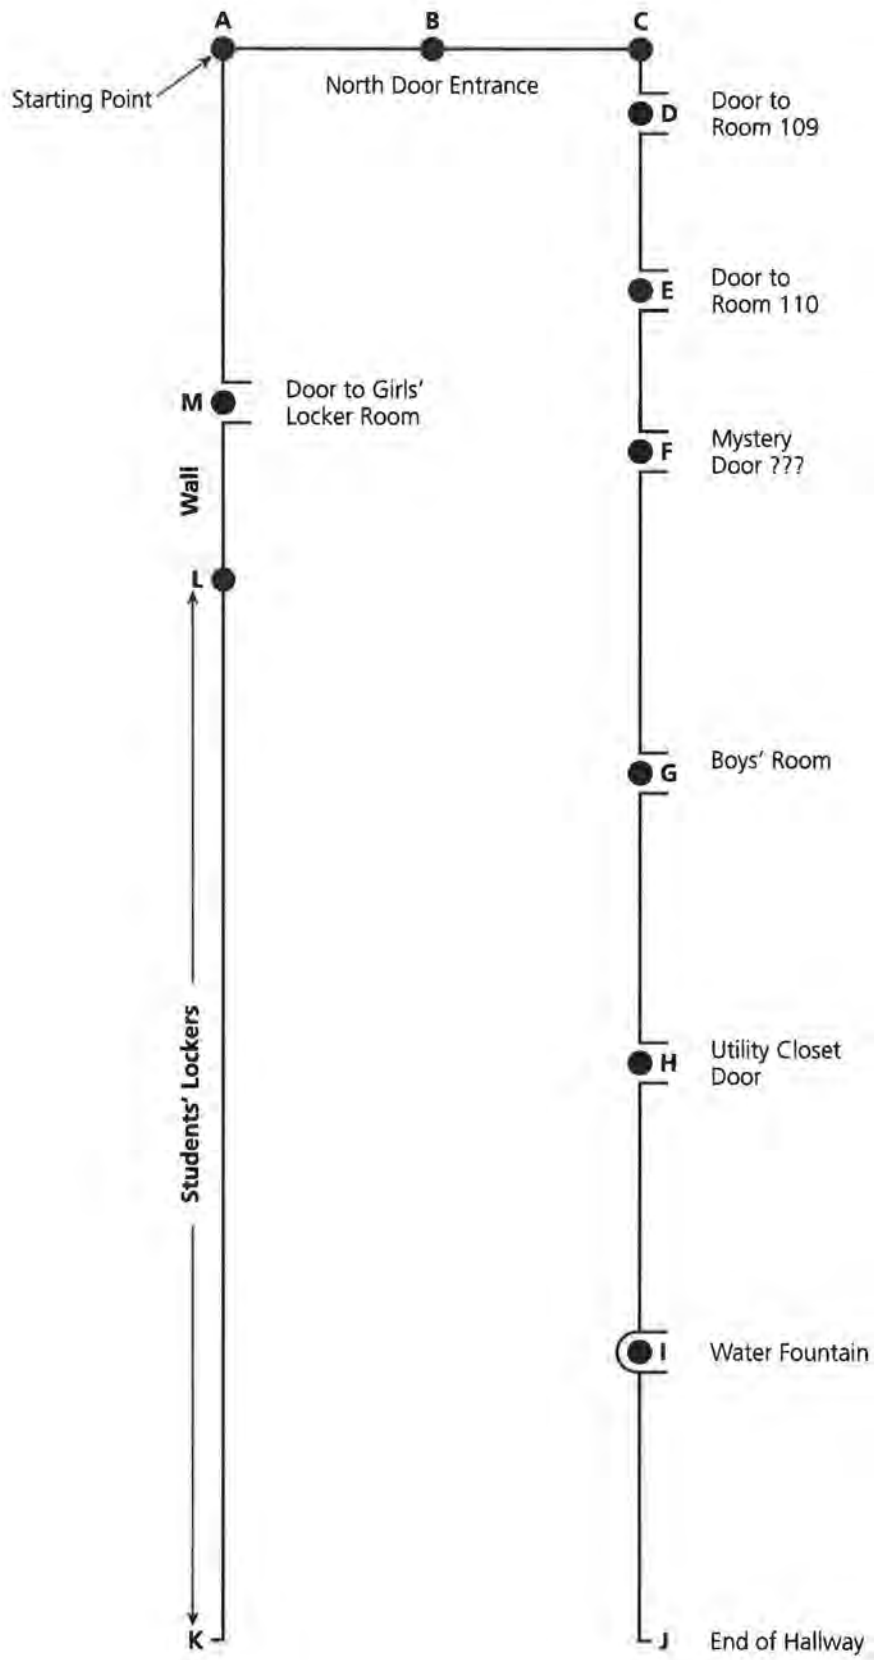 A
B
C
Starting Point
North Door Entrance
D
Door to
Room 109
E
Door to
Room 110
M
Door to Girls'
Locker Room
F
Mystery
Door ???
Wall
L
G
Boys' Room
Students' Lockers
H
Utility Closet
Door
I
Water Fountain
K
J
End of Hallway